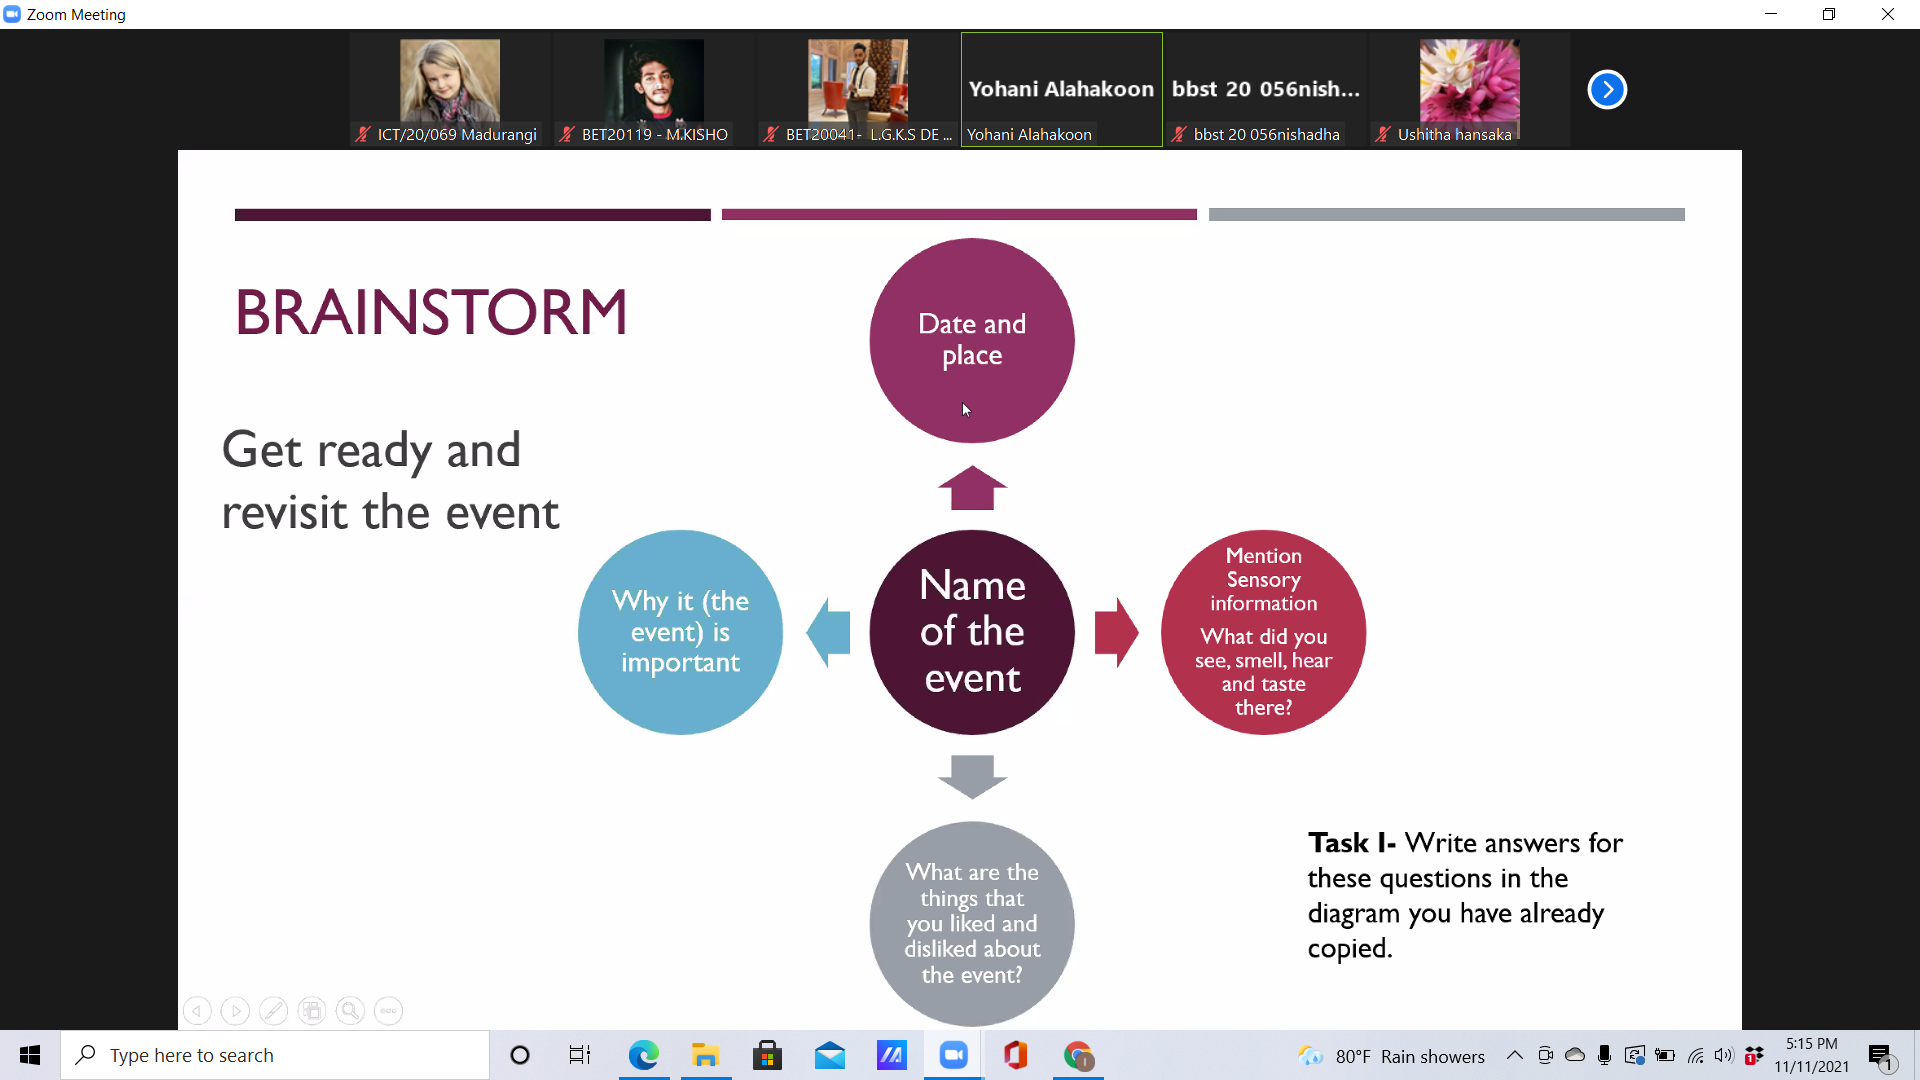 Zoom Meeting
Yohani Alahakoon
bbst 20 056nish...
ICT/20/069 Madurangi
BET20119 - M.KISHO
BET20041- L.G.K.S DE ...
Yohani Alahakoon
bbst 20 056nishadha
Ushitha hansaka
BRAINSTORM
Get ready and
revisit the event
Date and
place
Why it (the
event) is
important
Name
of the
event
Mention
Sensory
information
What did you
see, smell, hear
and taste
there?
What are the
things that
you liked and
disliked about
the event?
Task I- Write answers for
these questions in the
diagram you have already
copied.
Type here to search
80°F Rain showers
5:15 PM
11/11/2021
1
1